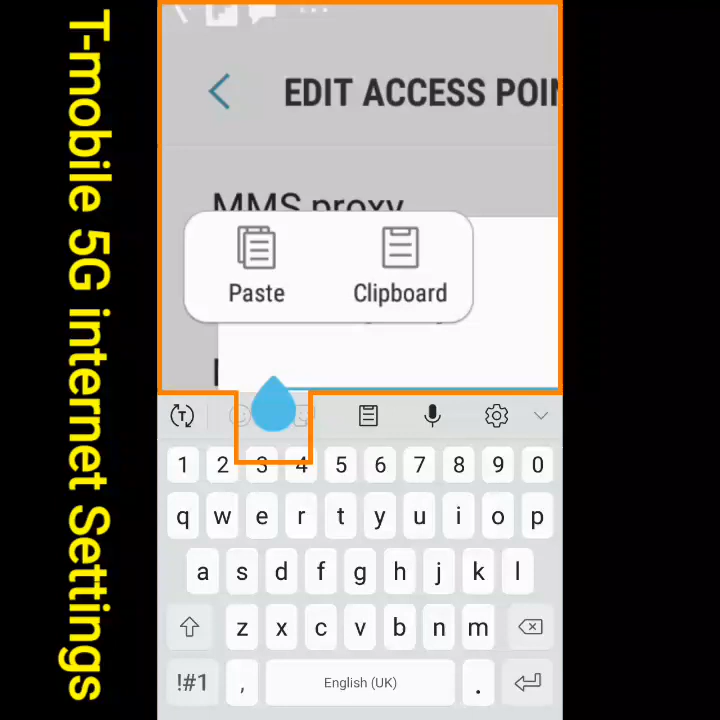 T-mobile 5G internet Settings
EDIT ACCESS POIN
MMS proxy
Paste
Clipboard
1 2 3 4 5 6 7 8 9 0
q w e r t y u i o p
a s d f g h j k l
z x c v b n m
!#1 , English (UK) .